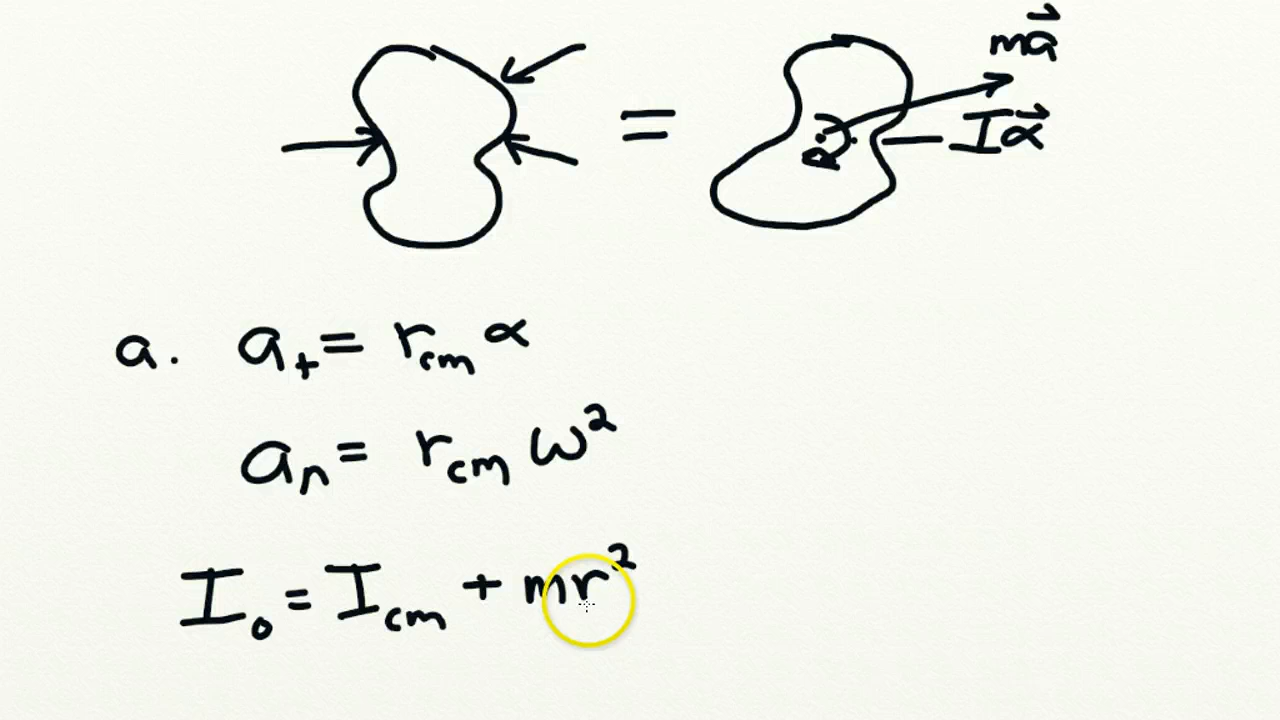 ma⃗
= Iα⃗
a. a_t = r_cm α
a_n = r_cm ω²
I_o = I_cm + mr²